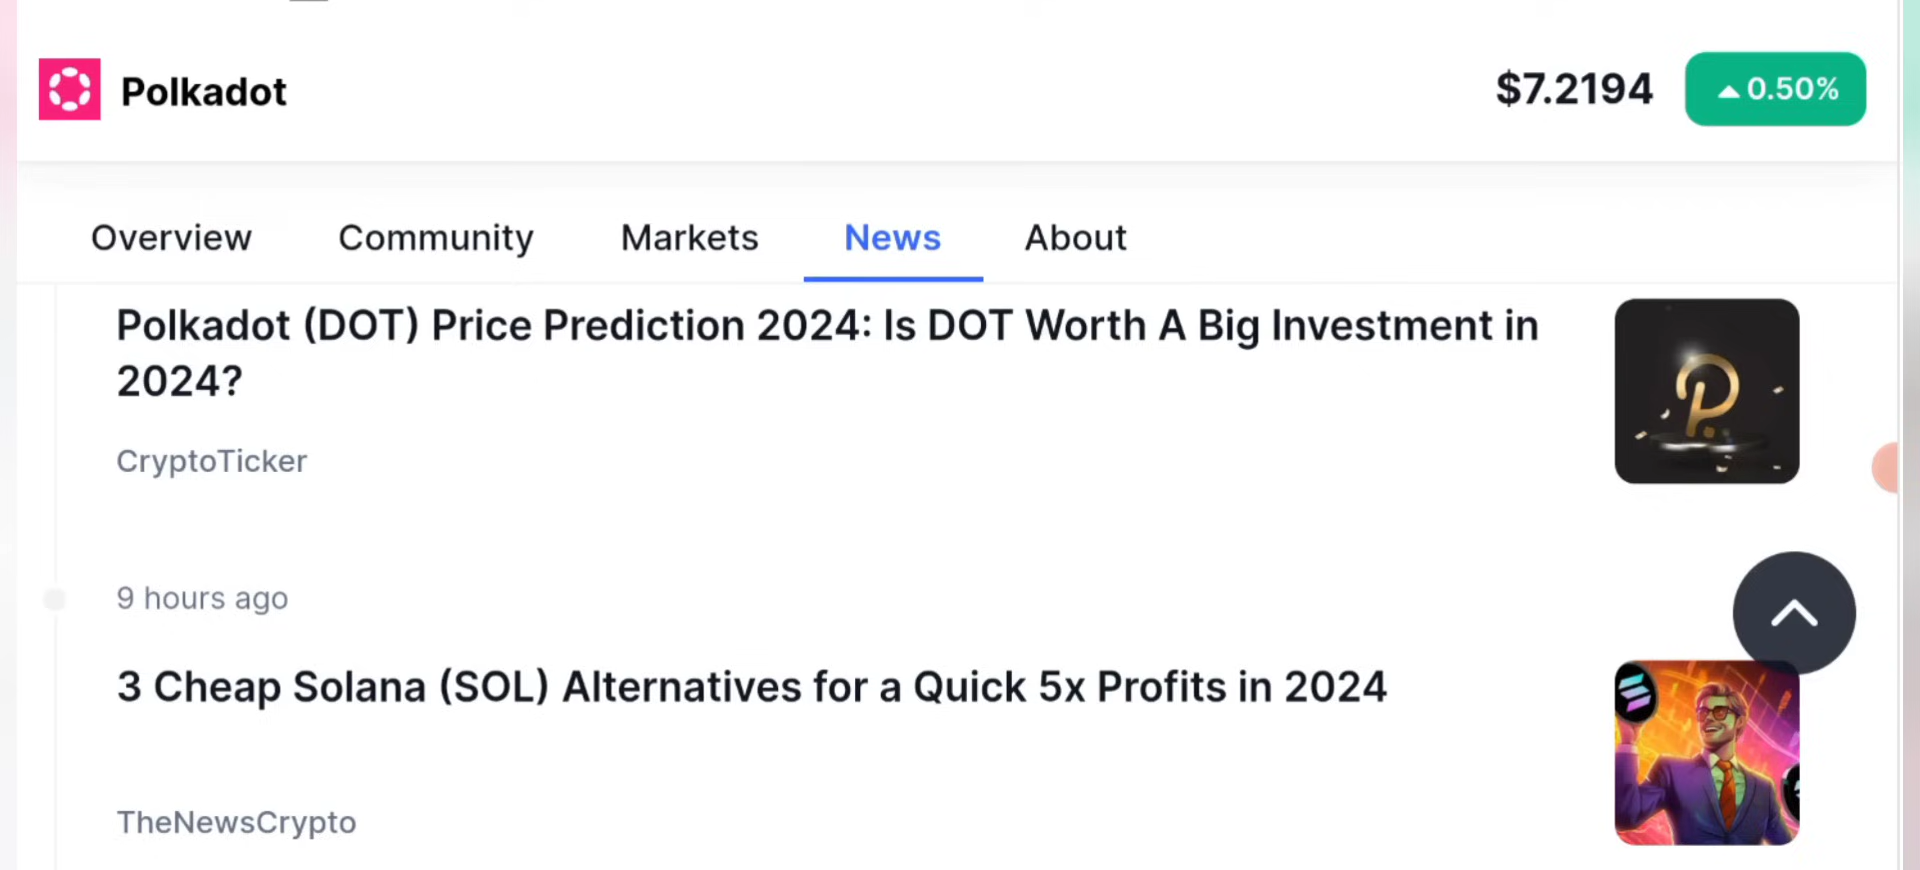 Polkadot
$7.2194
0.50%
Overview
Community
Markets
News
About
Polkadot (DOT) Price Prediction 2024: Is DOT Worth A Big Investment in
2024?
CryptoTicker
9 hours ago
3 Cheap Solana (SOL) Alternatives for a Quick 5x Profits in 2024
TheNewsCrypto